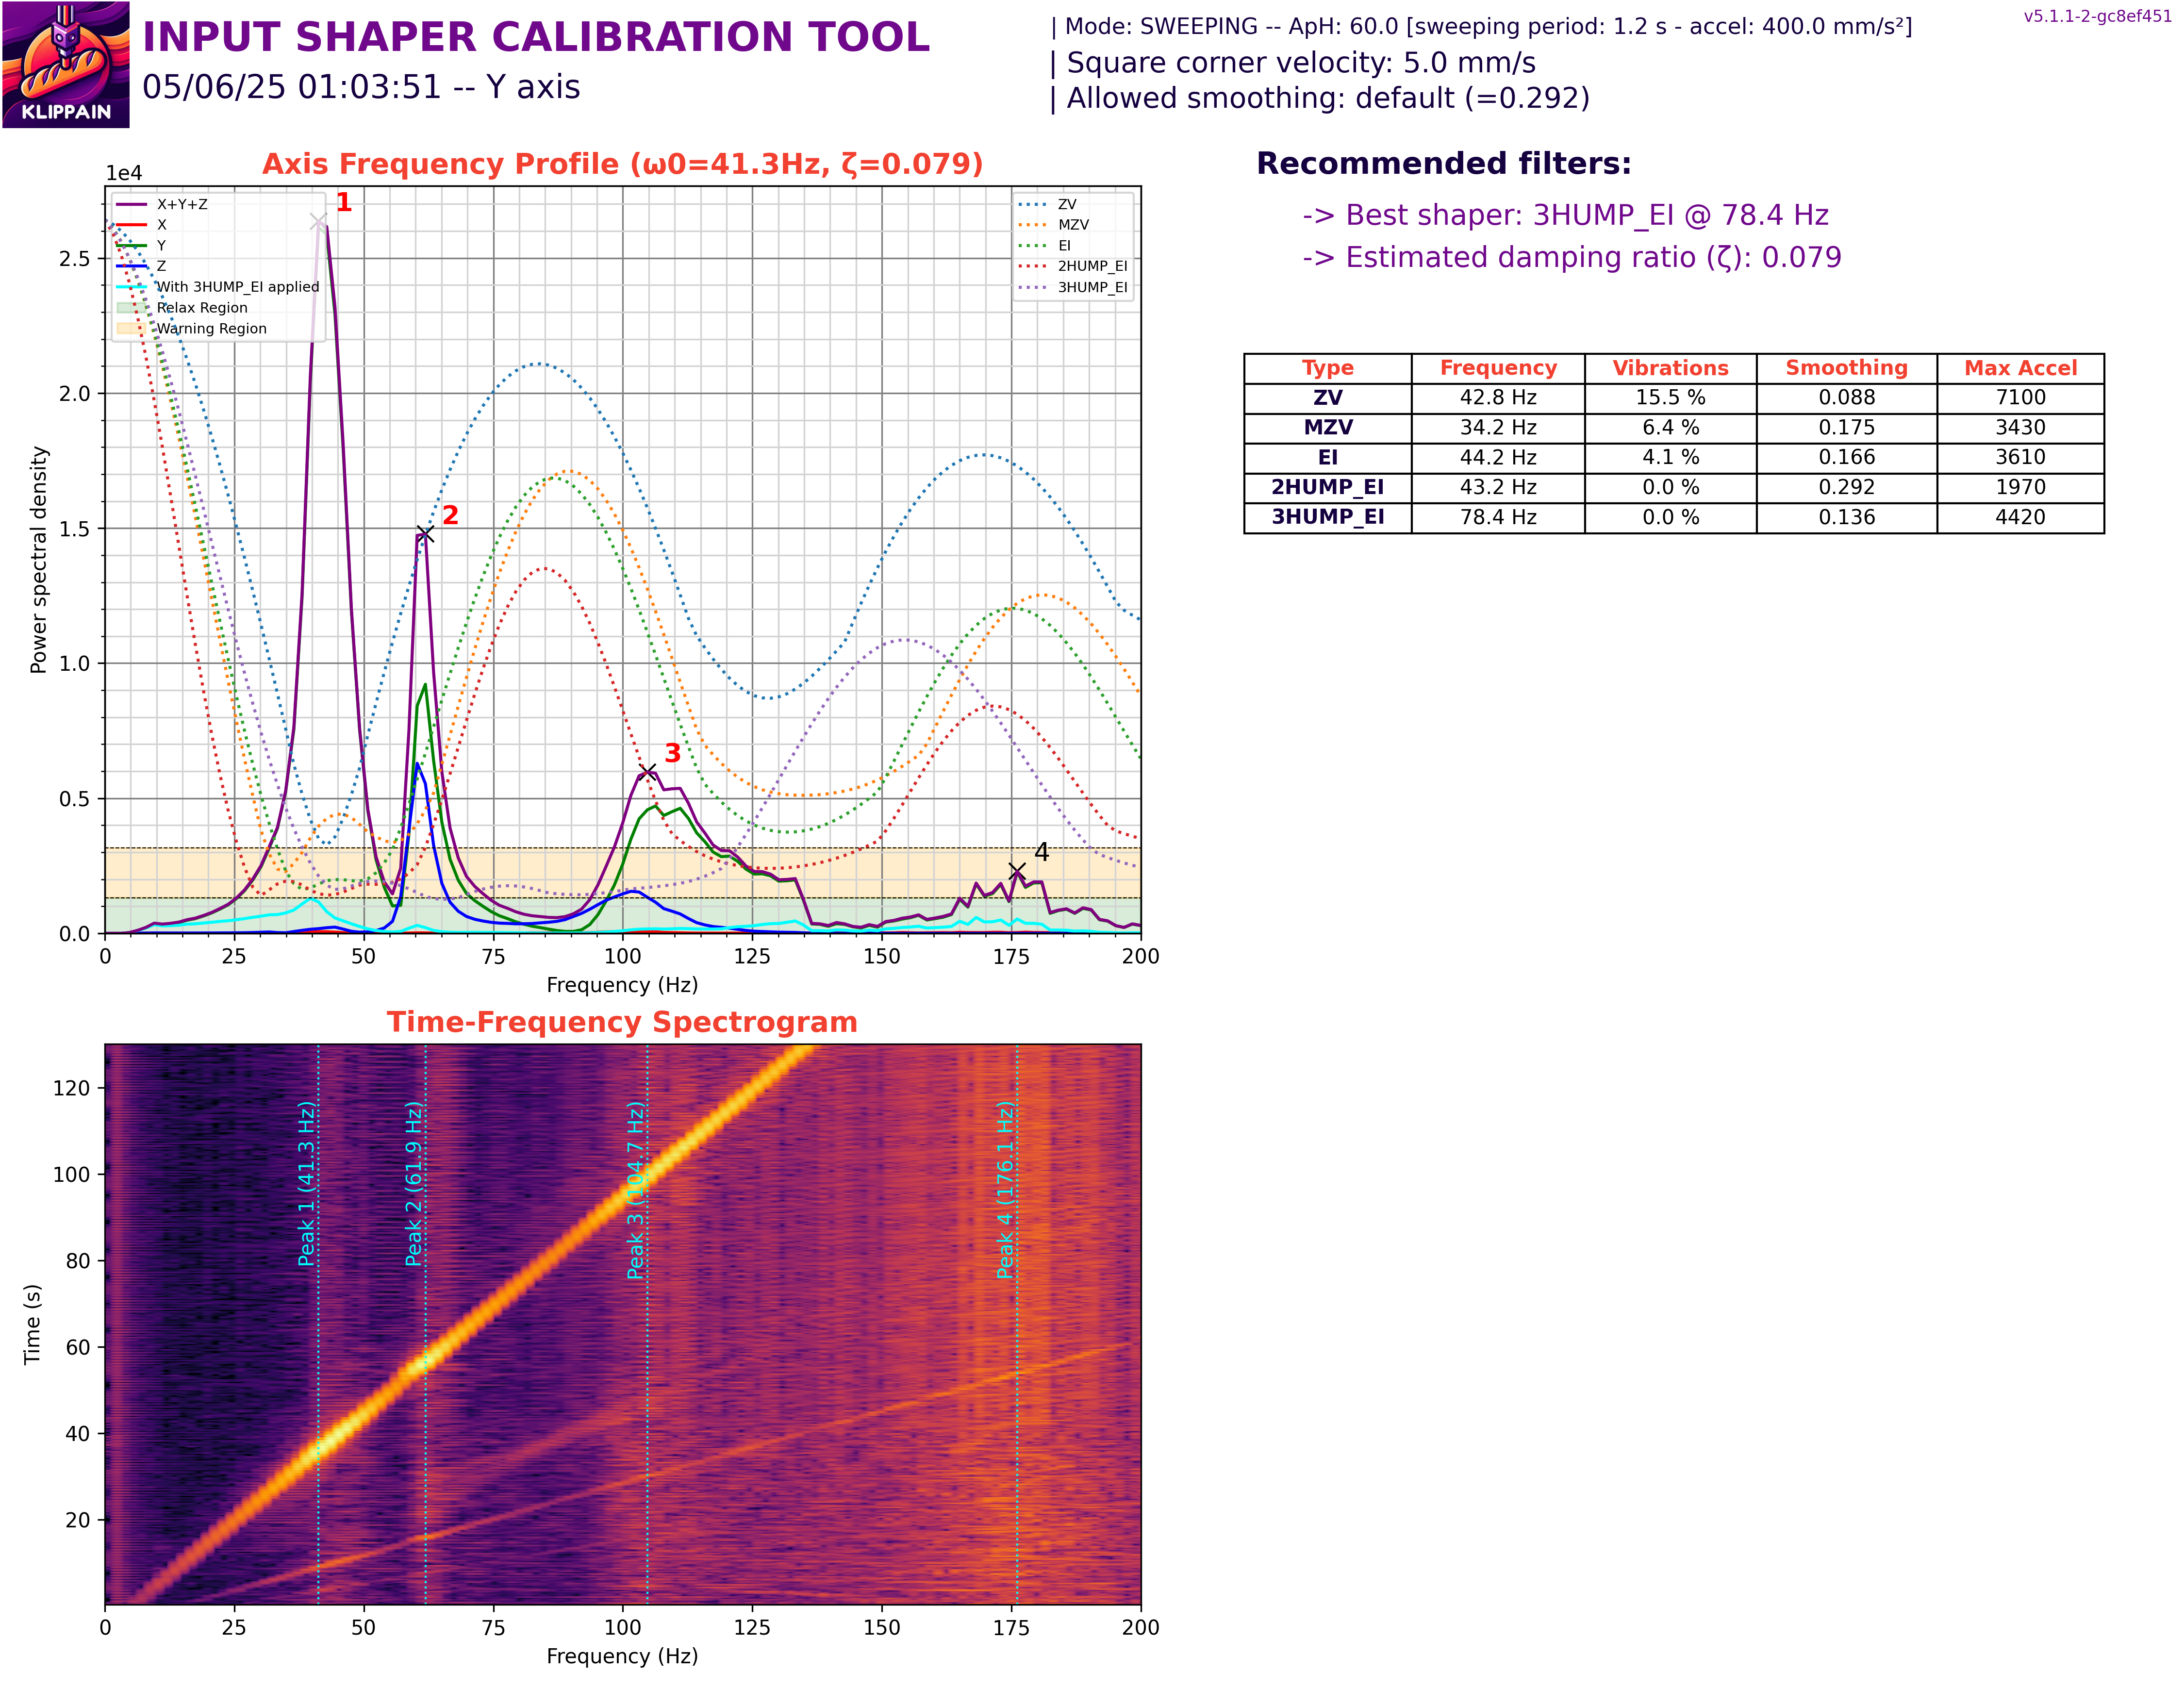 KLIPPAIN
INPUT SHAPER CALIBRATION TOOL
05/06/25 01:03:51 -- Y axis
| Mode: SWEEPING -- ApH: 60.0 [sweeping period: 1.2 s - accel: 400.0 mm/s²]
| Square corner velocity: 5.0 mm/s
| Allowed smoothing: default (=0.292)
v5.1.1-2-gc8ef451
Axis Frequency Profile (ω0=41.3Hz, ζ=0.079)
1e4
X+Y+Z
X
Y
Z
With 3HUMP_EI applied
Relax Region
Warning Region
ZV
MZV
EI
2HUMP_EI
3HUMP_EI
1
2
3
4
2.5
2.0
1.5
1.0
0.5
0.0
Power spectral density
0 25 50 75 100 125 150 175 200
Frequency (Hz)
Recommended filters:
-> Best shaper: 3HUMP_EI @ 78.4 Hz
-> Estimated damping ratio (ζ): 0.079
Type Frequency Vibrations Smoothing Max Accel
ZV 42.8 Hz 15.5 % 0.088 7100
MZV 34.2 Hz 6.4 % 0.175 3430
EI 44.2 Hz 4.1 % 0.166 3610
2HUMP_EI 43.2 Hz 0.0 % 0.292 1970
3HUMP_EI 78.4 Hz 0.0 % 0.136 4420
Time-Frequency Spectrogram
120
100
80
60
40
20
Time (s)
Peak 1 (41.3 Hz)
Peak 2 (61.9 Hz)
Peak 3 (104.7 Hz)
Peak 4 (176.1 Hz)
0 25 50 75 100 125 150 175 200
Frequency (Hz)